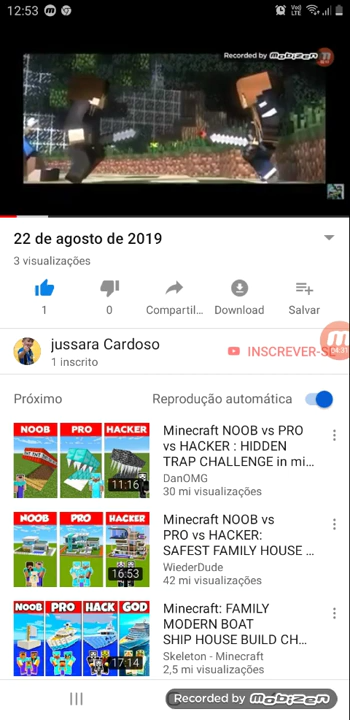 12:53
Recorded by MOBIZEN
22 de agosto de 2019
3 visualizações
1
0
Compartil...
Download
Salvar
jussara Cardoso
1 inscrito
INSCREVER-S
04:31
Próximo
Reprodução automática
NOOB PRO HACKER
11:16
Minecraft NOOB vs PRO
vs HACKER : HIDDEN
TRAP CHALLENGE in mi...
DanOMG
30 mi visualizações
NOOB PRO HACKER
16:53
Minecraft NOOB vs
PRO vs HACKER:
SAFEST FAMILY HOUSE ...
WiederDude
42 mi visualizações
NOOB PRO HACK GOD
17:14
Minecraft: FAMILY
MODERN BOAT
SHIP HOUSE BUILD CH...
Skeleton - Minecraft
2,5 mi visualizações
Recorded by MOBIZEN